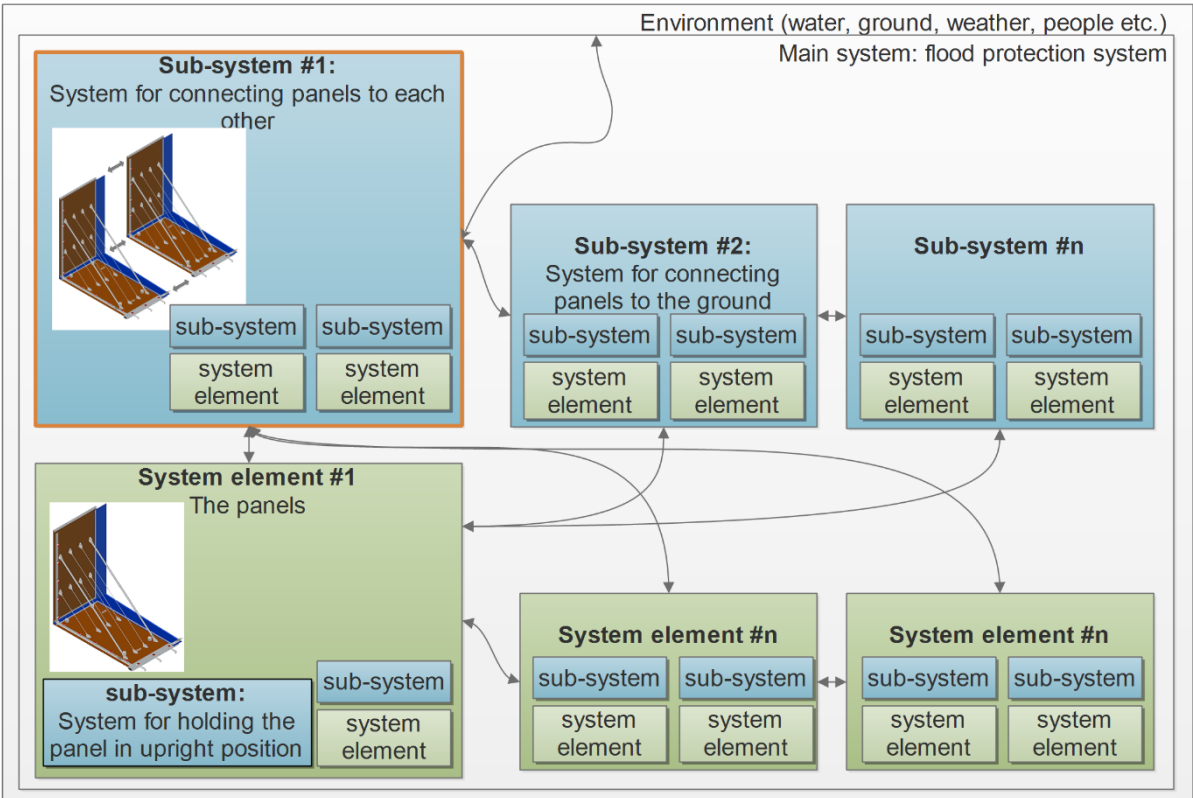 Environment (water, ground, weather, people etc.)
Main system: flood protection system
Sub-system #1:
System for connecting panels to each
other
sub-system
sub-system
system
element
system
element
Sub-system #2:
System for connecting
panels to the ground
sub-system
sub-system
system
element
system
element
Sub-system #n
sub-system
sub-system
system
element
system
element
System element #1
The panels
sub-system:
System for holding the
panel in upright position
sub-system
system
element
System element #n
sub-system
sub-system
system
element
system
element
System element #n
sub-system
sub-system
system
element
system
element